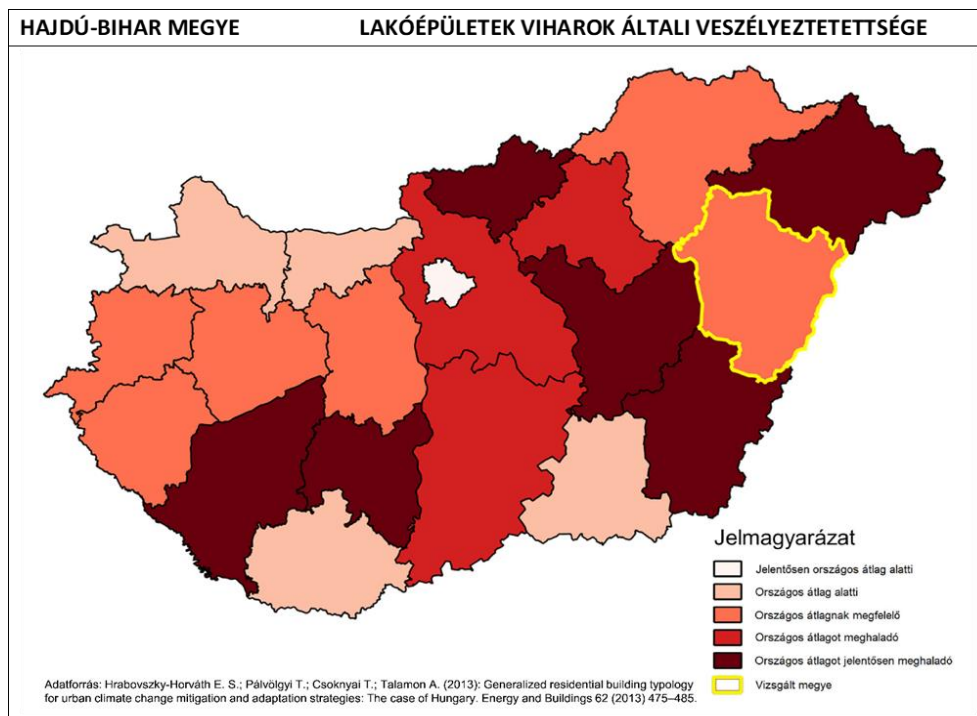 HAJDÚ-BIHAR MEGYE LAKÓÉPÜLETEK VIHAROK ÁLTALI VESZÉLYEZTETETTSÉGE
Jelmagyarázat
Jelentősen országos átlag alatti
Országos átlag alatti
Országos átlagnak megfelelő
Országos átlagot meghaladó
Országos átlagot jelentősen meghaladó
Vizsgált megye
Adatforrás: Hrabovszky-Horváth E. S.; Pálvölgyi T.; Csoknyai T.; Talamon A. (2013): Generalized residential building typology
for urban climate change mitigation and adaptation strategies: The case of Hungary. Energy and Buildings 62 (2013) 475–485.